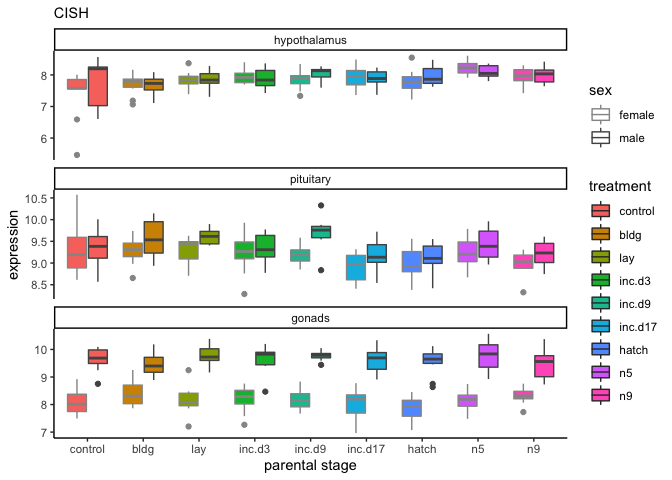 CISH
hypothalamus
8
7
6
pituitary
10.5
10.0
9.5
9.0
8.5
gonads
10
9
8
7
control bldg lay inc.d3 inc.d9 inc.d17 hatch n5 n9
parental stage
expression
sex
female
male
treatment
control
bldg
lay
inc.d3
inc.d9
inc.d17
hatch
n5
n9